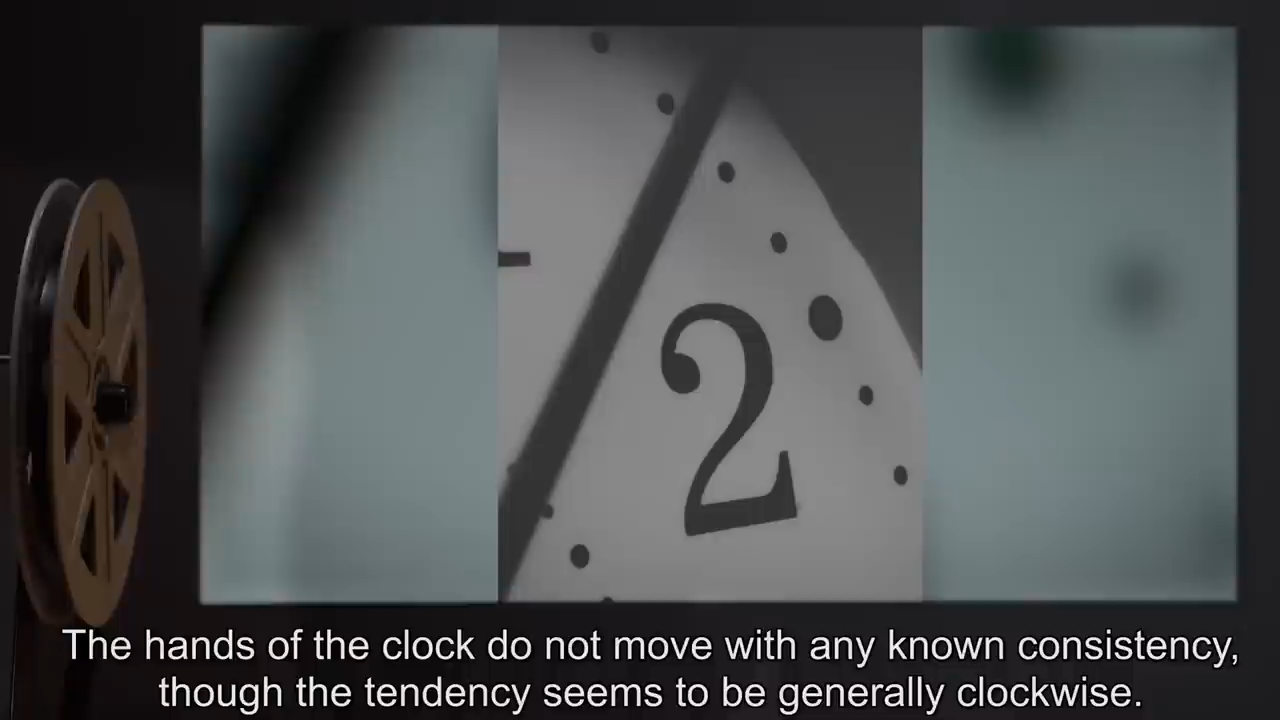 2
The hands of the clock do not move with any known consistency,
though the tendency seems to be generally clockwise.